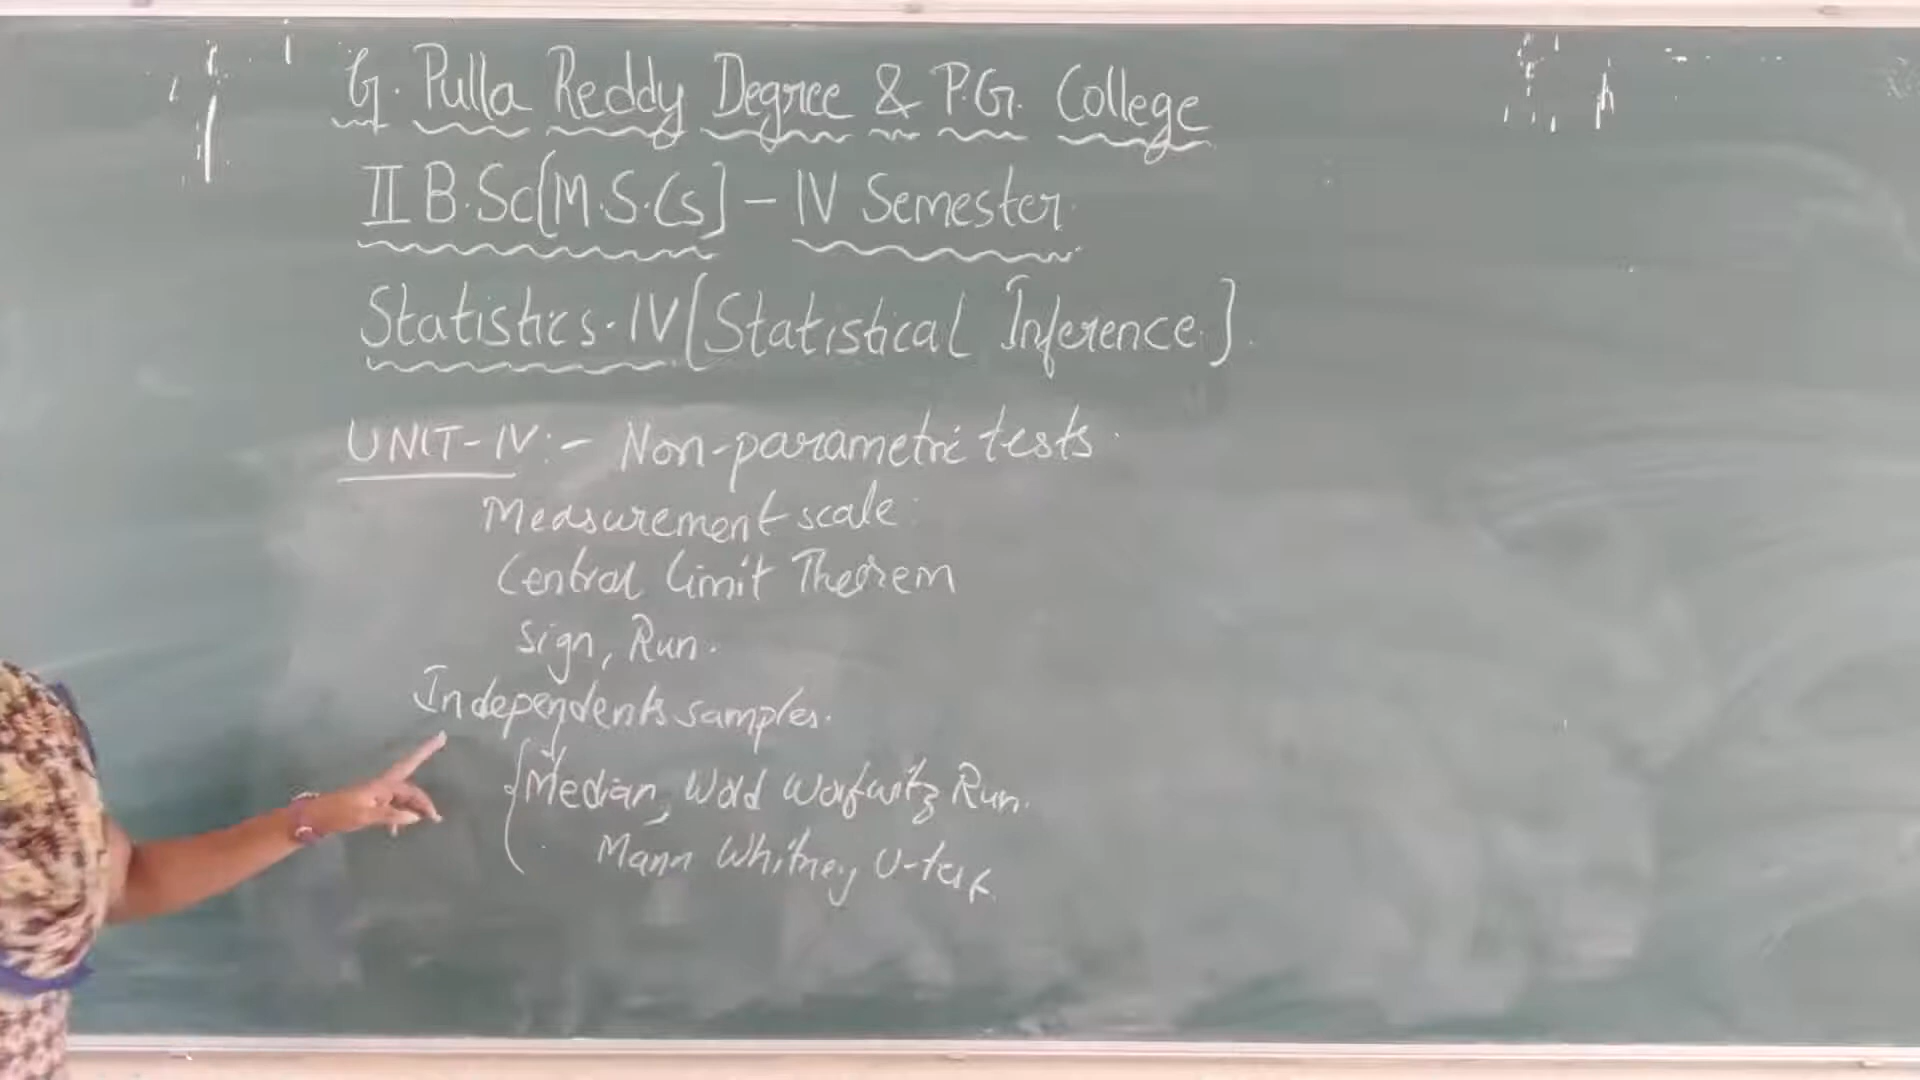 G. Pulla Reddy Degree & P.G. College
II B.Sc[M.S.Cs] - IV Semester
Statistics-IV [Statistical Inference]
UNIT-IV:- Non-parametric tests
Measurement scale
Central limit Theorem
Sign, Run.
Independents samples.
Median, Wald Wolfwitz Run.
Mann Whitney U-test